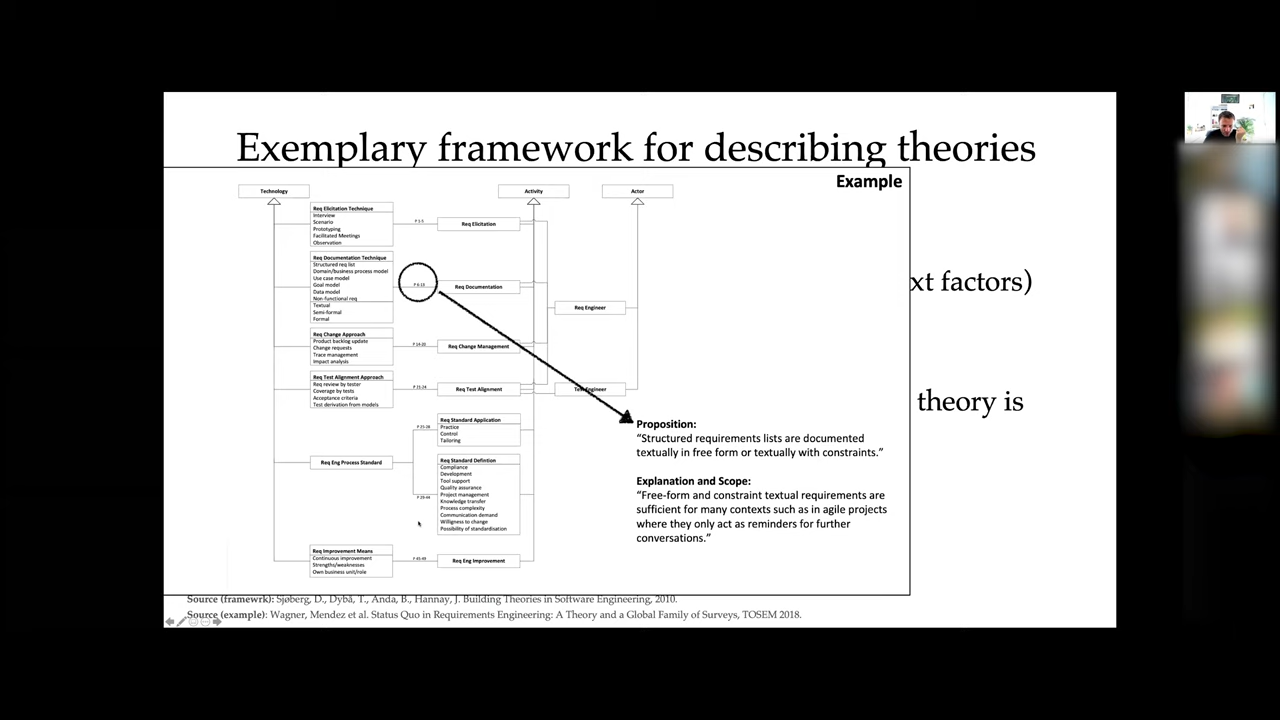 Exemplary framework for describing theories
Example
Technology
Activity
Actor
Req Elicitation Technique
Interview
Scenario
Prototyping
Facilitated Meetings
Observation
P 1-5
Req Elicitation
Req Documentation Technique
Structured req list
Domain/business process model
Use case model
Goal model
Data model
Non-functional req
Textual
Semi-formal
Formal
Req Documentation
Req Engineer
xt factors)
Req Change Approach
Product backlog update
Change requests
Trace management
Impact analysis
P 14-20
Req Change Management
Req Test Alignment Approach
Req review by tester
Coverage by tests
Acceptance criteria
Test derivation from models
P 21-24
Req Test Alignment
Test Engineer
theory is
Req Eng Process Standard
Req Standard Application
Practice
Control
Tailoring
Req Standard Defintion
Compliance
Development
Tool support
Quality assurance
Project management
Knowledge transfer
Process complexity
Communication demand
Willigness to change
Possibility of standardisation
Proposition:
“Structured requirements lists are documented
textually in free form or textually with constraints.”
Explanation and Scope:
“Free-form and constraint textual requirements are
sufficient for many contexts such as in agile projects
where they only act as reminders for further
conversations.”
Req Improvement Means
Continuous improvement
Strengths/weaknesses
Own business unit/role
Req Eng Improvement
Source (framewrk): Sjøberg, D., Dybå, T., Anda, B., Hannay, J. Building Theories in Software Engineering, 2010.
Source (example): Wagner, Mendez et al. Status Quo in Requirements Engineering: A Theory and a Global Family of Surveys, TOSEM 2018.